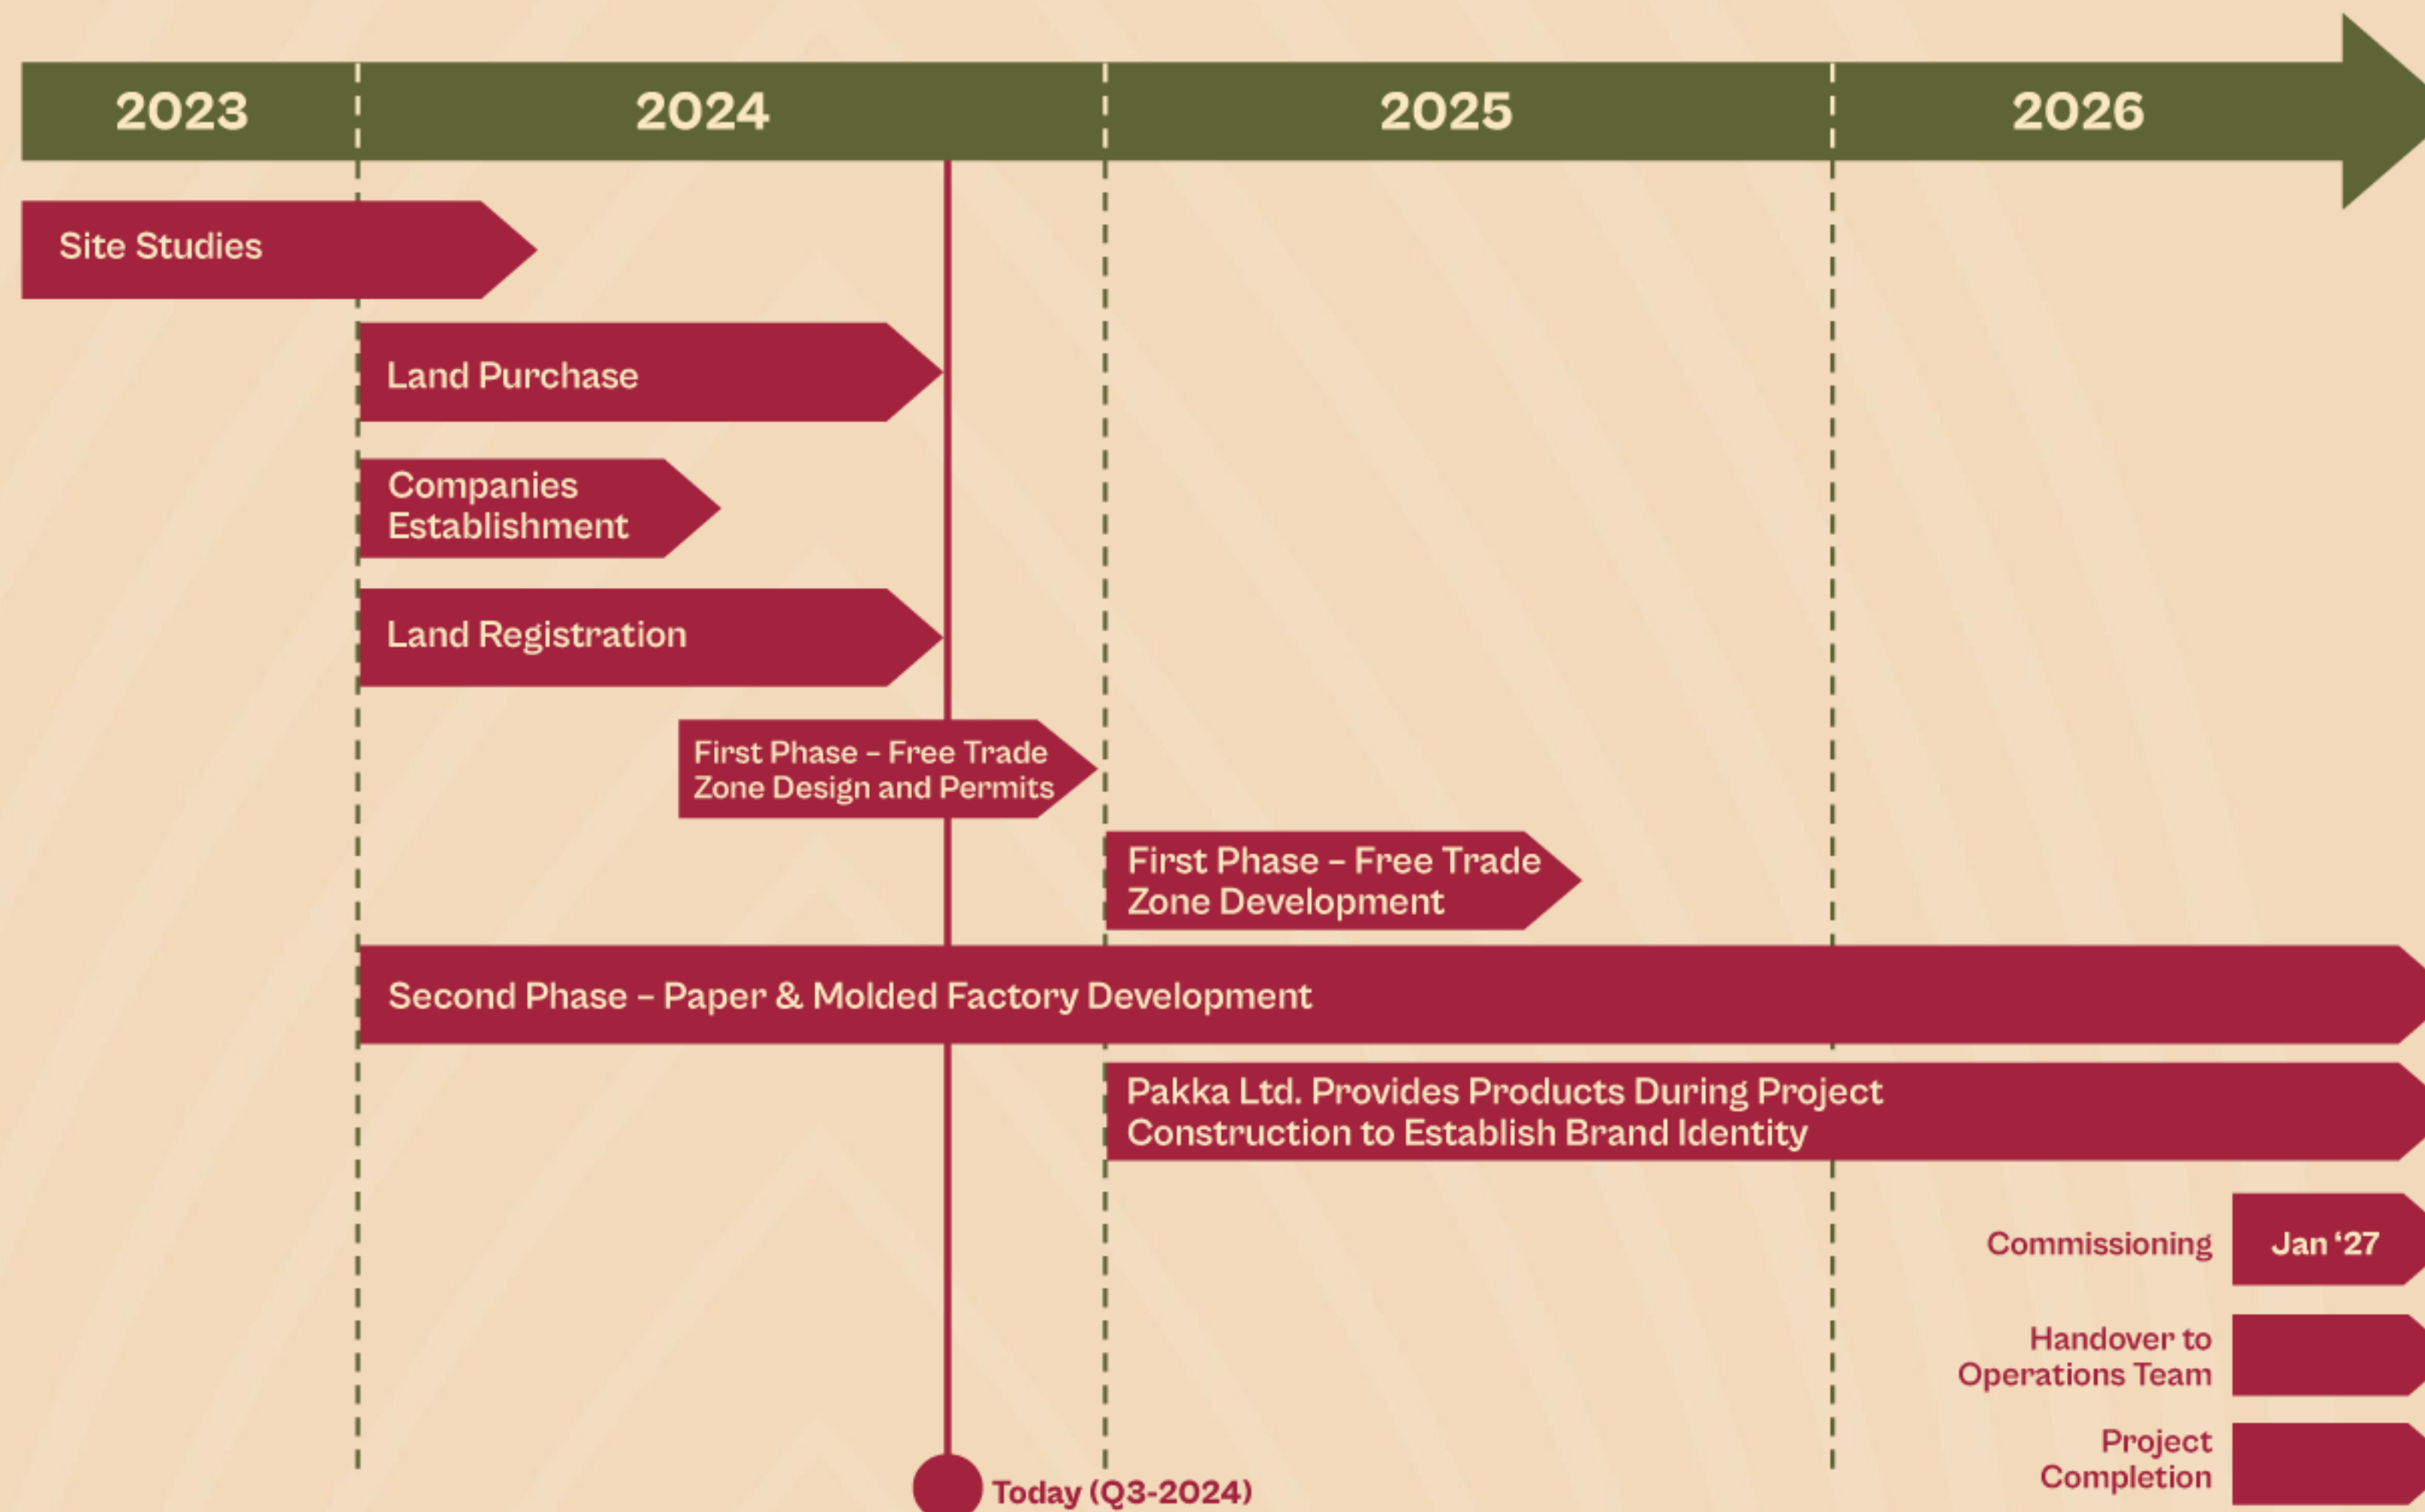 2023
2024
2025
2026
Site Studies
Land Purchase
Companies
Establishment
Land Registration
First Phase – Free Trade
Zone Design and Permits
First Phase – Free Trade
Zone Development
Second Phase – Paper & Molded Factory Development
Pakka Ltd. Provides Products During Project
Construction to Establish Brand Identity
Commissioning
Jan ‘27
Handover to
Operations Team
Project
Completion
Today (Q3-2024)